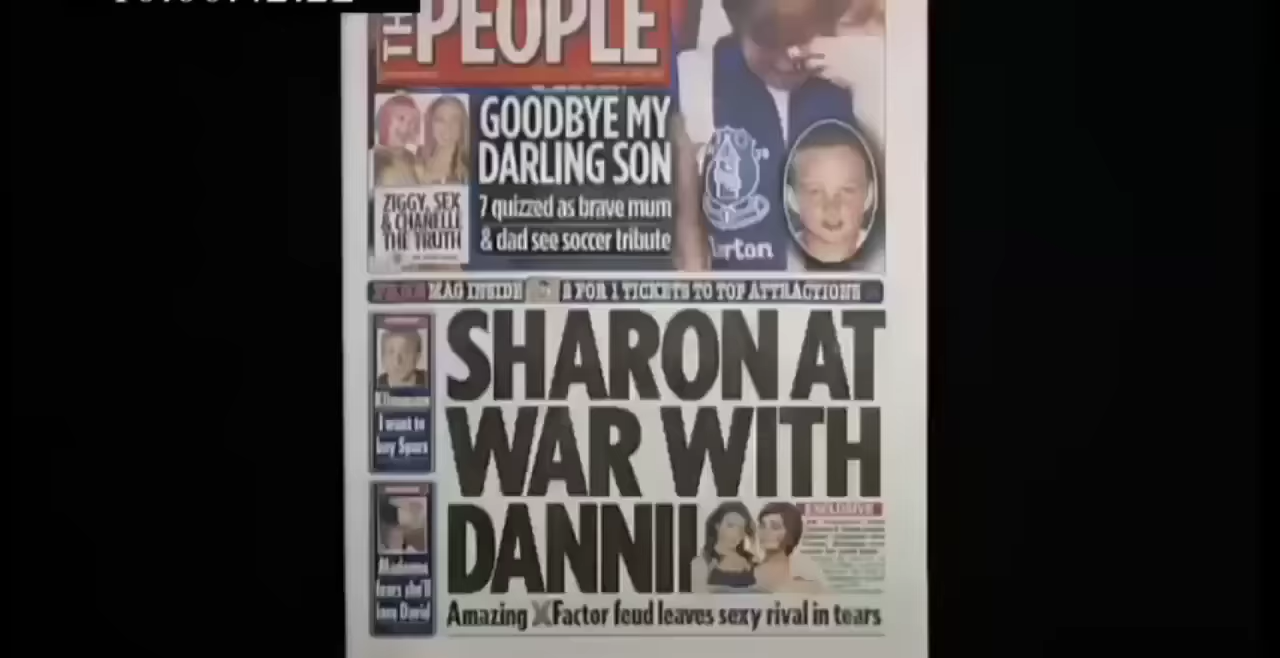 THE PEOPLE
GOODBYE MY
DARLING SON
7 quizzed as brave mum
& dad see soccer tribute
ZIGGY, SEX
& CHANELLE
THE TRUTH
MAG INSIDE
2 FOR 1 TICKETS TO TOP ATTRACTIONS
SHARON AT
WAR WITH
DANNII
EXCLUSIVE
Amazing X Factor feud leaves sexy rival in tears
I want to
buy Spurs
Madonna
fears she'll
lose David